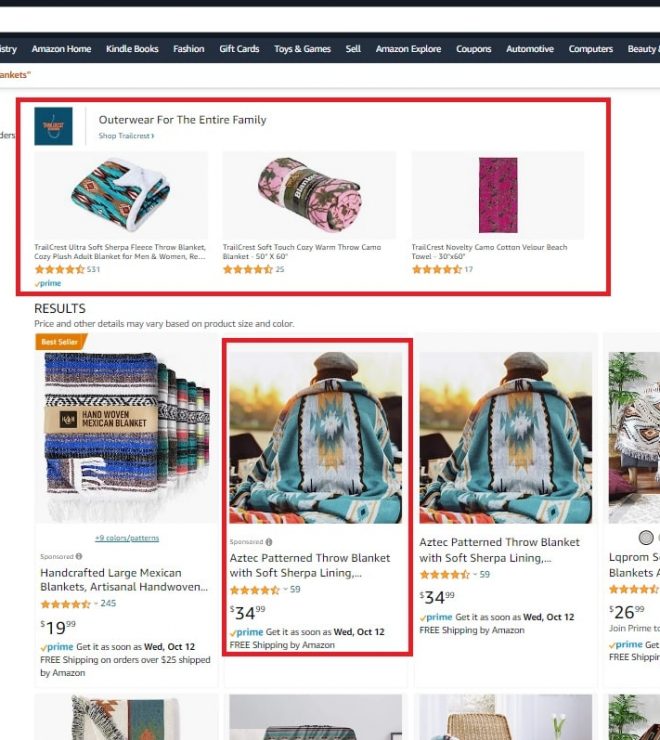 istry Amazon Home Kindle Books Fashion Gift Cards Toys & Games Sell Amazon Explore Coupons Automotive Computers Beauty &
ankets"
ders
Outerwear For The Entire Family
Shop Trailcrest ›
TrailCrest Ultra Soft Sherpa Fleece Throw Blanket,
Cozy Plush Adult Blanket for Men & Women, Re...
531
prime
TrailCrest Soft Touch Cozy Warm Throw Camo
Blanket - 50" X 60"
25
TrailCrest Novelty Camo Cotton Velour Beach
Towel - 30"x60"
17
RESULTS
Price and other details may vary based on product size and color.
Best Seller
HAND WOVEN
MEXICAN BLANKET
+9 colors/patterns
Sponsored
Handcrafted Large Mexican
Blankets, Artisanal Handwoven...
245
$19.99
prime Get it as soon as Wed, Oct 12
FREE Shipping on orders over $25 shipped
by Amazon
Sponsored
Aztec Patterned Throw Blanket
with Soft Sherpa Lining,...
59
$34.99
prime Get it as soon as Wed, Oct 12
FREE Shipping by Amazon
Aztec Patterned Throw Blanket
with Soft Sherpa Lining,...
59
$34.99
prime Get it as soon as Wed, Oct 12
FREE Shipping by Amazon
Lqprom S
Blankets A
$26.99
Join Prime to
prime Get
FREE Shippin